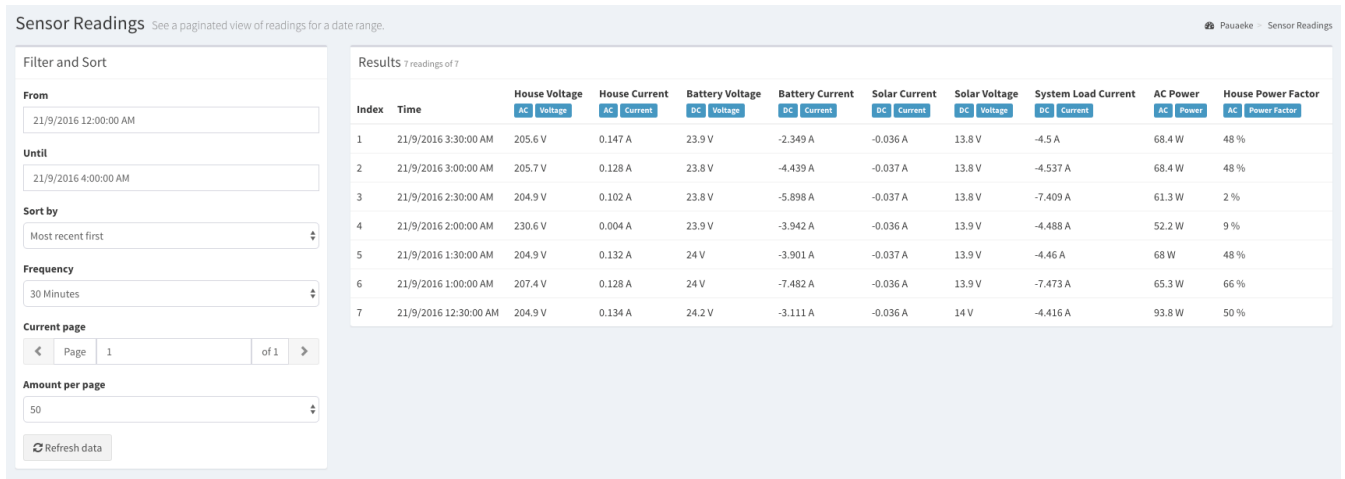 Sensor Readings See a paginated view of readings for a date range.
Pauaeke > Sensor Readings
Filter and Sort
From
21/9/2016 12:00:00 AM
Until
21/9/2016 4:00:00 AM
Sort by
Most recent first
Frequency
30 Minutes
Current page
Page 1 of 1
Amount per page
50
Refresh data
Results 7 readings of 7
Index Time House Voltage House Current Battery Voltage Battery Current Solar Current Solar Voltage System Load Current AC Power House Power Factor
AC Voltage AC Current DC Voltage DC Current DC Current DC Voltage DC Current AC Power AC Power Factor
1 21/9/2016 3:30:00 AM 205.6 V 0.147 A 23.9 V -2.349 A -0.036 A 13.8 V -4.5 A 68.4 W 48 %
2 21/9/2016 3:00:00 AM 205.7 V 0.128 A 23.8 V -4.439 A -0.037 A 13.8 V -4.537 A 68.4 W 48 %
3 21/9/2016 2:30:00 AM 204.9 V 0.102 A 23.8 V -5.898 A -0.037 A 13.8 V -7.409 A 61.3 W 2 %
4 21/9/2016 2:00:00 AM 230.6 V 0.004 A 23.9 V -3.942 A -0.036 A 13.9 V -4.488 A 52.2 W 9 %
5 21/9/2016 1:30:00 AM 204.9 V 0.132 A 24 V -3.901 A -0.037 A 13.9 V -4.46 A 68 W 48 %
6 21/9/2016 1:00:00 AM 207.4 V 0.128 A 24 V -7.482 A -0.036 A 13.9 V -7.473 A 65.3 W 66 %
7 21/9/2016 12:30:00 AM 204.9 V 0.134 A 24.2 V -3.111 A -0.036 A 14 V -4.416 A 93.8 W 50 %